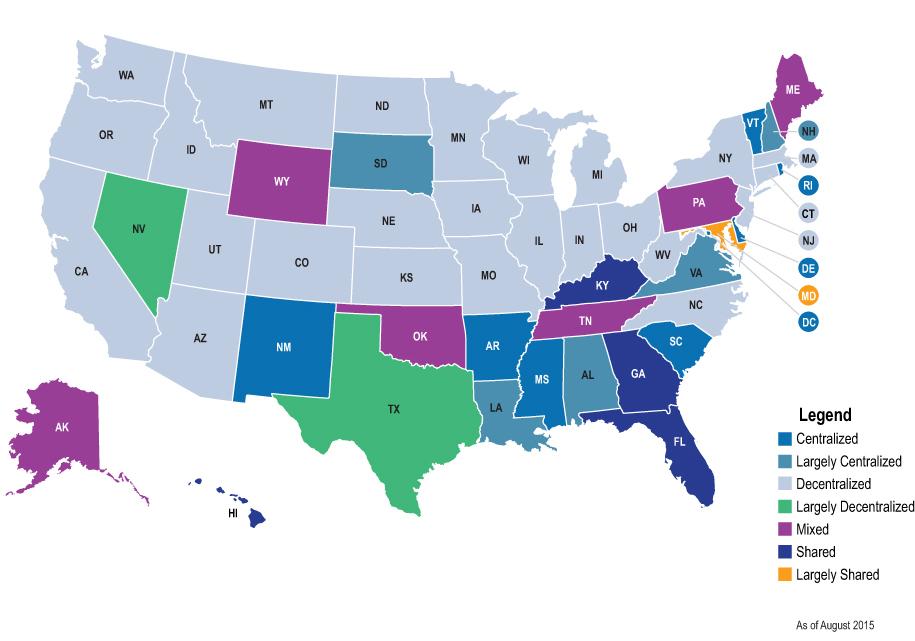 WA
MT
ND
ME
VT
NH
OR
ID
MN
SD
WI
NY
MA
WY
MI
RI
NE
IA
PA
CT
NV
OH
IL
IN
NJ
UT
CO
WV
CA
KS
MO
VA
DE
KY
MD
NC
TN
DC
AZ
OK
NM
AR
SC
MS
AL
GA
LA
TX
AK
FL
HI
Legend
Centralized
Largely Centralized
Decentralized
Largely Decentralized
Mixed
Shared
Largely Shared
As of August 2015